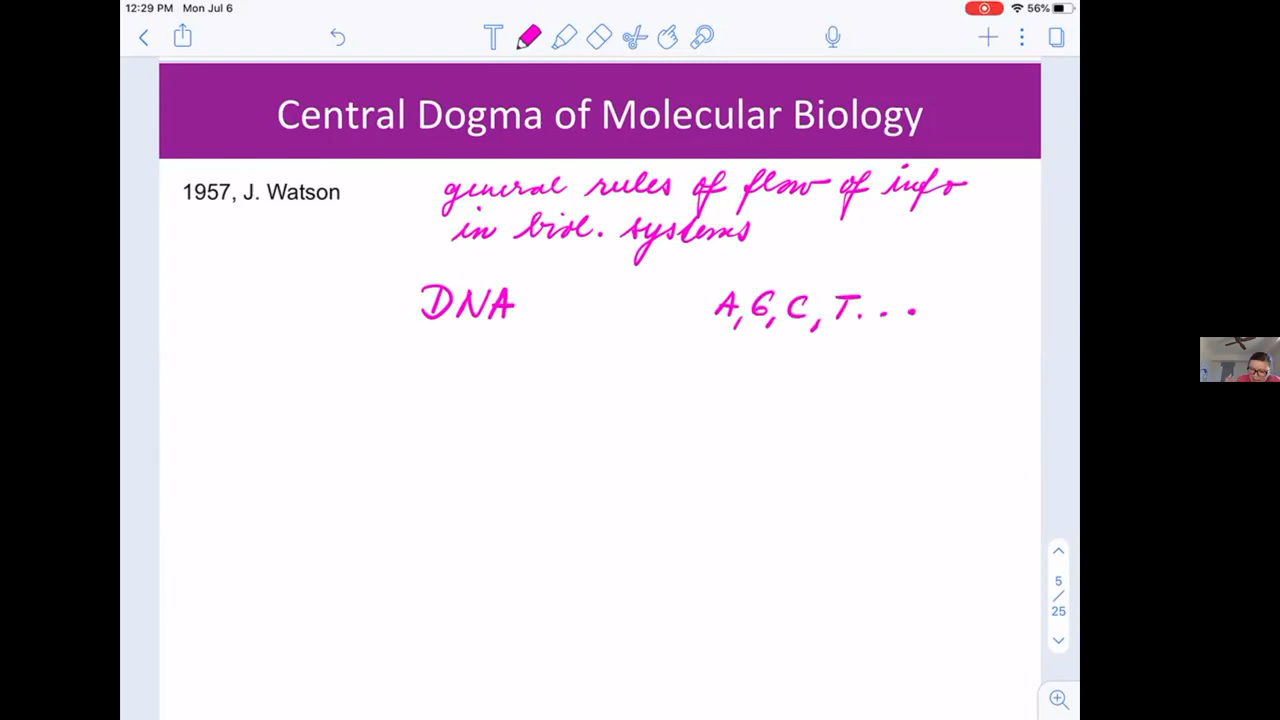 12:29 PM Mon Jul 6
56%
Central Dogma of Molecular Biology
1957, J. Watson
general rules of flow of info
in biol. systems
DNA A, G, C, T...
5
/
25